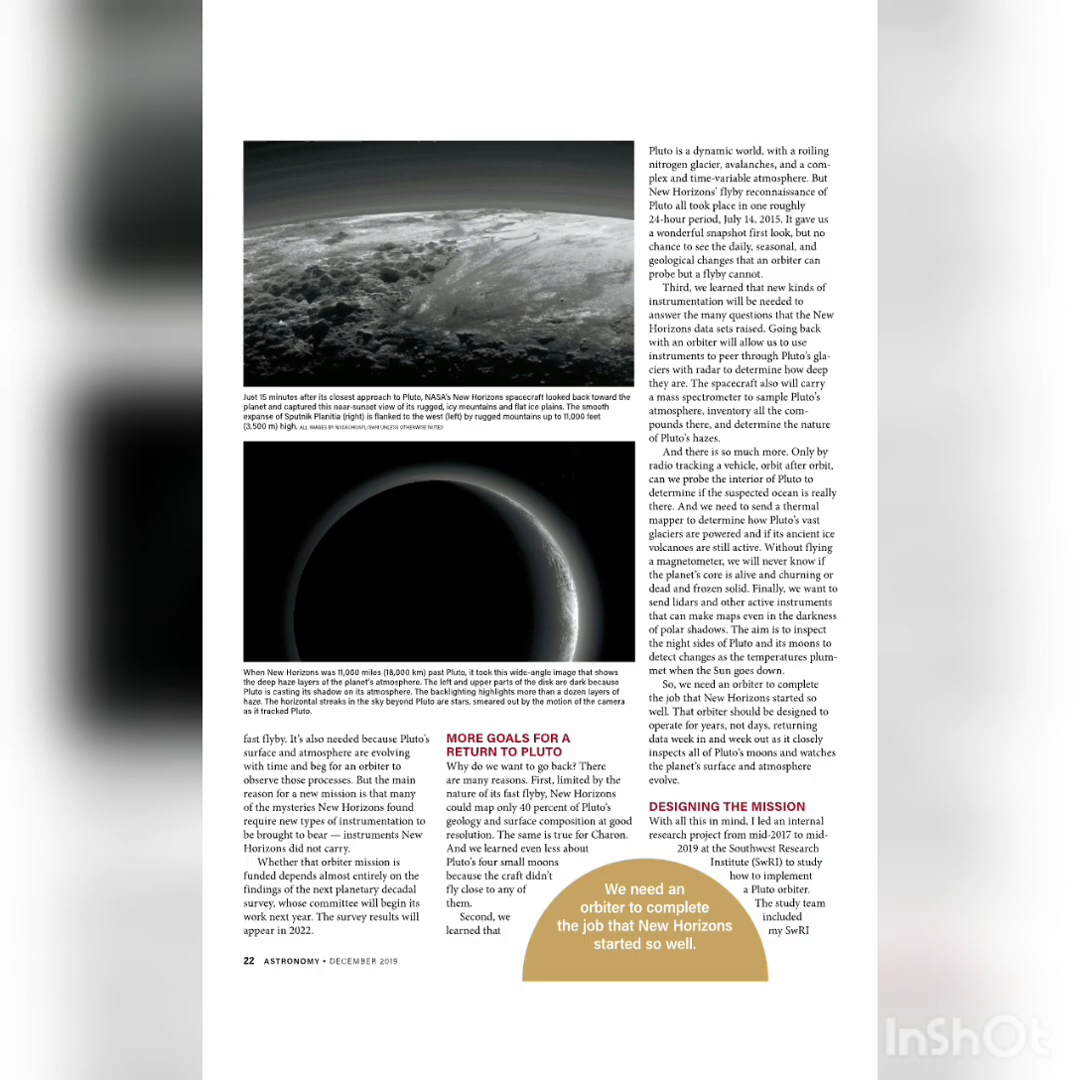 Just 15 minutes after its closest approach to Pluto, NASA's New Horizons spacecraft looked back toward the
planet and captured this near-sunset view of its rugged, icy mountains and flat ice plains. The smooth
expanse of Sputnik Planitia (right) is flanked to the west (left) by rugged mountains up to 11,000 feet
(3,500 m) high. ALL IMAGES BY NASA/JHUAPL/SwRI UNLESS OTHERWISE NOTED
When New Horizons was 11,000 miles (18,000 km) past Pluto, it took this wide-angle image that shows
the deep haze layers of the planet's atmosphere. The left and upper parts of the disk are dark because
Pluto is casting its shadow on its atmosphere. The backlighting highlights more than a dozen layers of
haze. The horizontal streaks in the sky beyond Pluto are stars, smeared out by the motion of the camera
as it tracked Pluto.
fast flyby. It's also needed because Pluto's
surface and atmosphere are evolving
with time and beg for an orbiter to
observe those processes. But the main
reason for a new mission is that many
of the mysteries New Horizons found
require new types of instrumentation to
be brought to bear — instruments New
Horizons did not carry.
Whether that orbiter mission is
funded depends almost entirely on the
findings of the next planetary decadal
survey, whose committee will begin its
work next year. The survey results will
appear in 2022.
MORE GOALS FOR A
RETURN TO PLUTO
Why do we want to go back? There
are many reasons. First, limited by the
nature of its fast flyby, New Horizons
could map only 40 percent of Pluto's
geology and surface composition at good
resolution. The same is true for Charon.
And we learned even less about
Pluto's four small moons
because the craft didn't
fly close to any of
them.
Second, we
learned that
Pluto is a dynamic world, with a roiling
nitrogen glacier, avalanches, and a com-
plex and time-variable atmosphere. But
New Horizons' flyby reconnaissance of
Pluto all took place in one roughly
24-hour period, July 14, 2015. It gave us
a wonderful snapshot first look, but no
chance to see the daily, seasonal, and
geological changes that an orbiter can
probe but a flyby cannot.
Third, we learned that new kinds of
instrumentation will be needed to
answer the many questions that the New
Horizons data sets raised. Going back
with an orbiter will allow us to use
instruments to peer through Pluto's gla-
ciers with radar to determine how deep
they are. The spacecraft also will carry
a mass spectrometer to sample Pluto's
atmosphere, inventory all the com-
pounds there, and determine the nature
of Pluto's hazes.
And there is so much more. Only by
radio tracking a vehicle, orbit after orbit,
can we probe the interior of Pluto to
determine if the suspected ocean is really
there. And we need to send a thermal
mapper to determine how Pluto's vast
glaciers are powered and if its ancient ice
volcanoes are still active. Without flying
a magnetometer, we will never know if
the planet's core is alive and churning or
dead and frozen solid. Finally, we want to
send lidars and other active instruments
that can make maps even in the darkness
of polar shadows. The aim is to inspect
the night sides of Pluto and its moons to
detect changes as the temperatures plum-
met when the Sun goes down.
So, we need an orbiter to complete
the job that New Horizons started so
well. That orbiter should be designed to
operate for years, not days, returning
data week in and week out as it closely
inspects all of Pluto's moons and watches
the planet's surface and atmosphere
evolve.
DESIGNING THE MISSION
With all this in mind, I led an internal
research project from mid-2017 to mid-
2019 at the Southwest Research
Institute (SwRI) to study
how to implement
a Pluto orbiter.
The study team
included
my SwRI
We need an
orbiter to complete
the job that New Horizons
started so well.
22 ASTRONOMY • DECEMBER 2019
InShOt